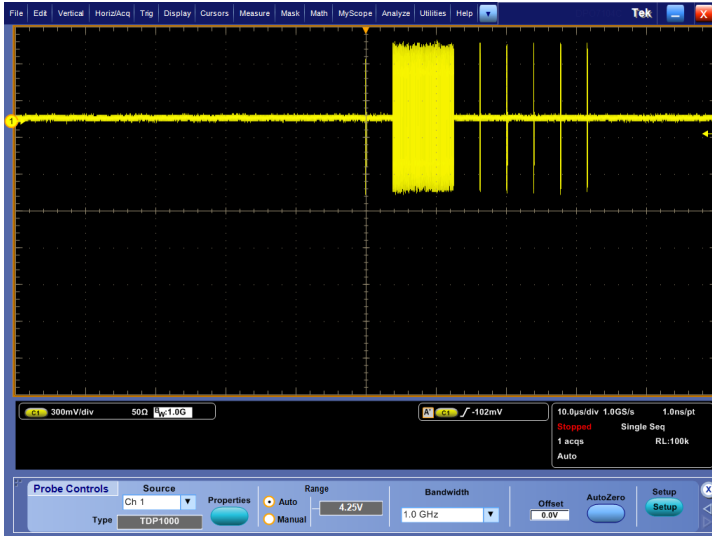 File Edit Vertical Horiz/Acq Trig Display Cursors Measure Mask Math MyScope Analyze Utilities Help Tek X
1
C1 300mV/div 50Ω BW:1.0G
A' C1 -102mV
10.0µs/div 1.0GS/s 1.0ns/pt
Stopped Single Seq
1 acqs RL:100k
Auto
Probe Controls
Source
Ch 1
Type TDP1000
Properties
Range
Auto
Manual
4.25V
Bandwidth
1.0 GHz
Offset
0.0V
AutoZero
Setup
Setup
X